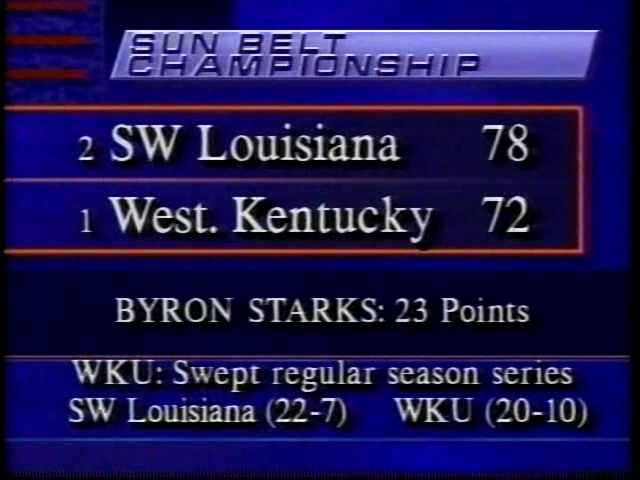 SUN BELT
CHAMPIONSHIP
2 SW Louisiana 78
1 West. Kentucky 72
BYRON STARKS: 23 Points
WKU: Swept regular season series
SW Louisiana (22-7) WKU (20-10)